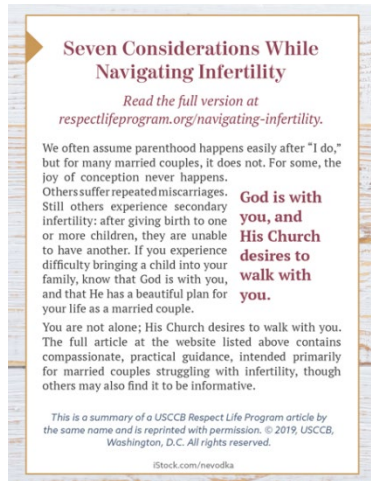 Seven Considerations While
Navigating Infertility
Read the full version at
respectlifeprogram.org/navigating-infertility.
We often assume parenthood happens easily after “I do,”
but for many married couples, it does not. For some, the
joy of conception never happens.
Others suffer repeated miscarriages.
Still others experience secondary
infertility: after giving birth to one
or more children, they are unable
to have another. If you experience
difficulty bringing a child into your
family, know that God is with you,
and that He has a beautiful plan for
your life as a married couple.
God is with
you, and
His Church
desires to
walk with
you.
You are not alone; His Church desires to walk with you.
The full article at the website listed above contains
compassionate, practical guidance, intended primarily
for married couples struggling with infertility, though
others may also find it to be informative.
This is a summary of a USCCB Respect Life Program article by
the same name and is reprinted with permission. © 2019, USCCB,
Washington, D.C. All rights reserved.
iStock.com/nevodka